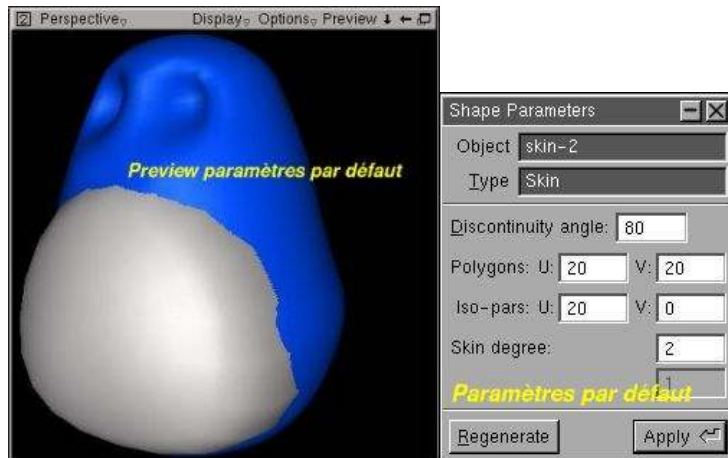 2 Perspective Display Options Preview
Preview paramètres par défaut
Shape Parameters
Object skin-2
Type Skin
Discontinuity angle: 80
Polygons: U: 20 V: 20
Iso-pars: U: 20 V: 0
Skin degree: 2
1
Paramètres par défaut
Regenerate Apply